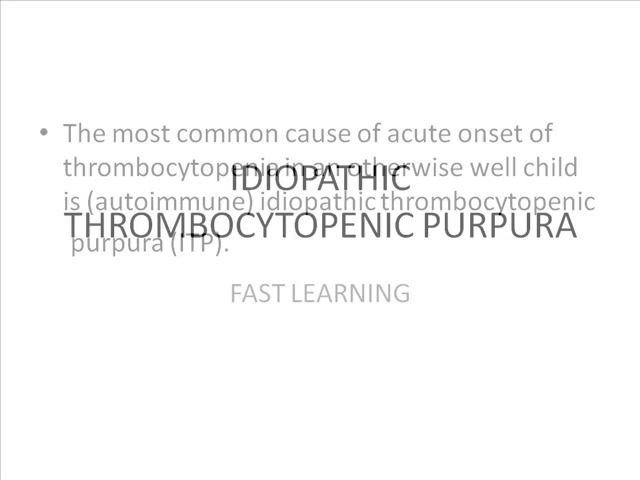 • The most common cause of acute onset of
thrombocytopenia in an otherwise well child
is (autoimmune) idiopathic thrombocytopenic
purpura (ITP).
IDIOPATHIC
THROMBOCYTOPENIC PURPURA
FAST LEARNING